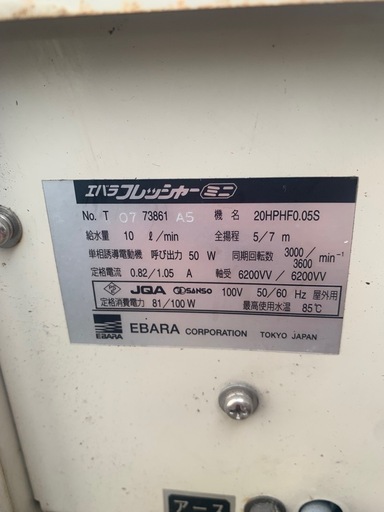 エバラフレッシャーミニ
No. T 07 73861 A5 機名 20HPHF0.05S
給水量 10 ℓ/min 全揚程 5/7 m
単相誘導電動機 呼び出力 50 W 同期回転数 3000/3600 min⁻¹
定格電流 0.82/1.05 A 軸受 6200VV / 6200VV
JQA SANSO 100V 50/60 Hz 屋外用
定格消費電力 81/100 W 最高使用水温 85℃
EBARA EBARA CORPORATION TOKYO JAPAN
アース